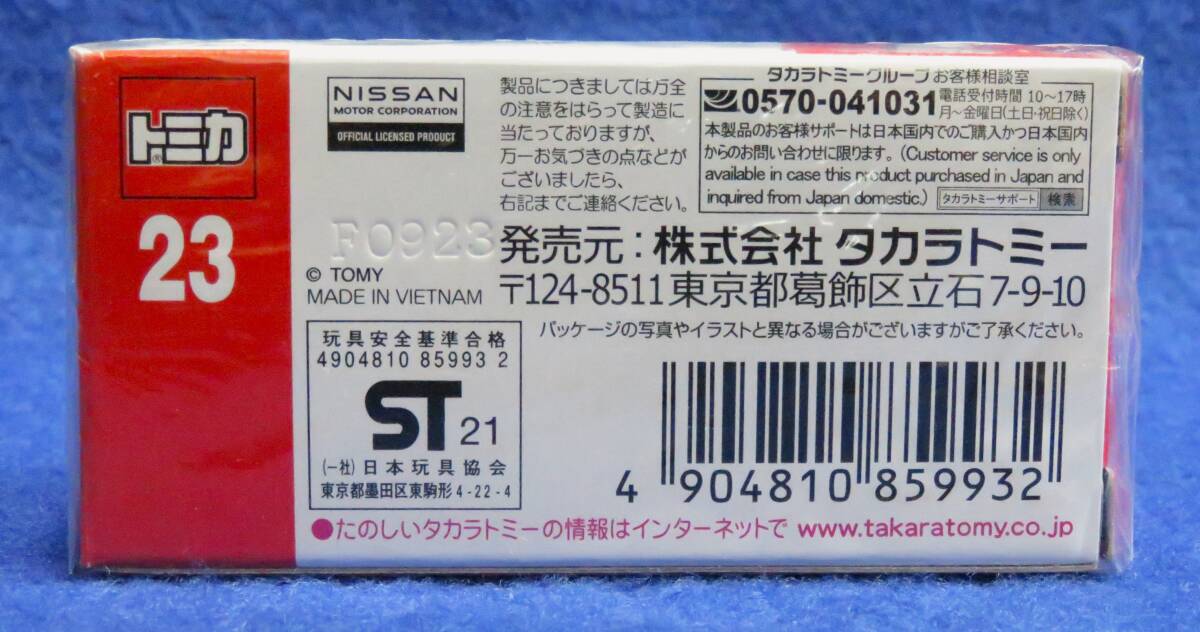 トミカ
®
23
NISSAN
MOTOR CORPORATION
OFFICIAL LICENSED PRODUCT
製品につきましては万全
の注意をはらって製造に
当たっておりますが、
万一お気づきの点などが
ございましたら、
右記までご連絡ください。
タカラトミーグループお客様相談室
0570-041031
電話受付時間 10〜17時
月〜金曜日(土日・祝日除く)
本製品のお客様サポートは日本国内でのご購入かつ日本国内
からのお問い合わせに限ります。(Customer service is only
available in case this product purchased in Japan and
inquired from Japan domestic.) タカラトミーサポート 検索
F0923
© TOMY
MADE IN VIETNAM
発売元:株式会社 タカラトミー
〒124-8511 東京都葛飾区立石7-9-10
パッケージの写真やイラストと異なる場合がございますがご了承ください。
玩具安全基準合格
4904810 85993 2
ST 21
(一社)日本玩具協会
東京都墨田区東駒形4-22-4
4 904810 859932
●たのしいタカラトミーの情報はインターネットで www.takaratomy.co.jp